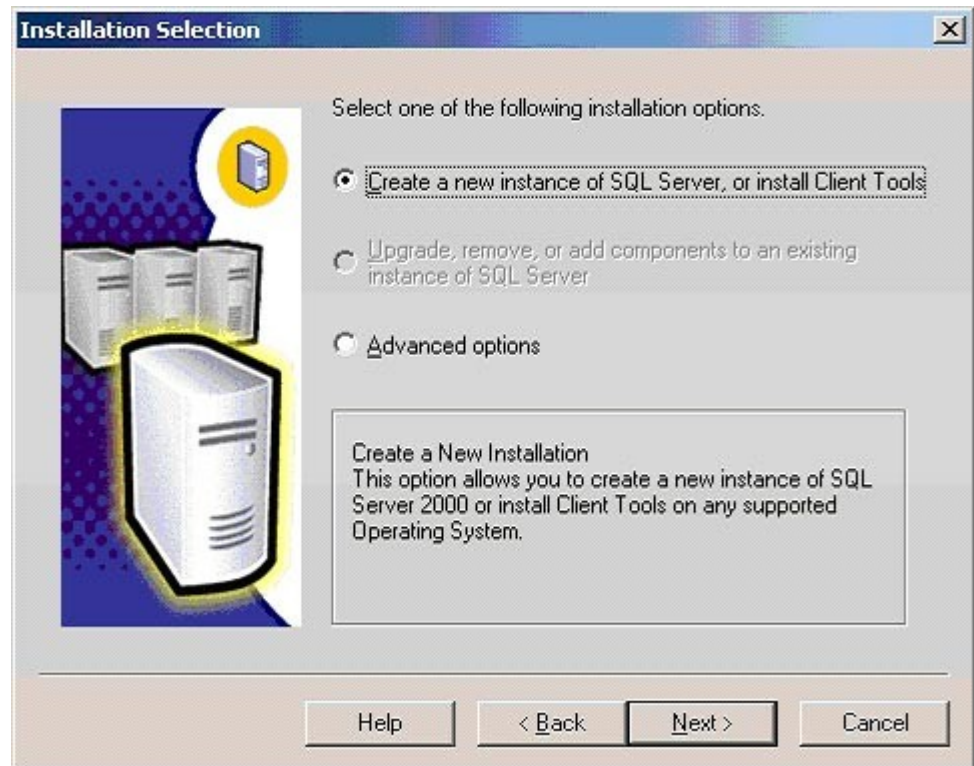 Installation Selection
Select one of the following installation options.
Create a new instance of SQL Server, or install Client Tools
Upgrade, remove, or add components to an existing
instance of SQL Server
Advanced options
Create a New Installation
This option allows you to create a new instance of SQL
Server 2000 or install Client Tools on any supported
Operating System.
Help
< Back
Next >
Cancel